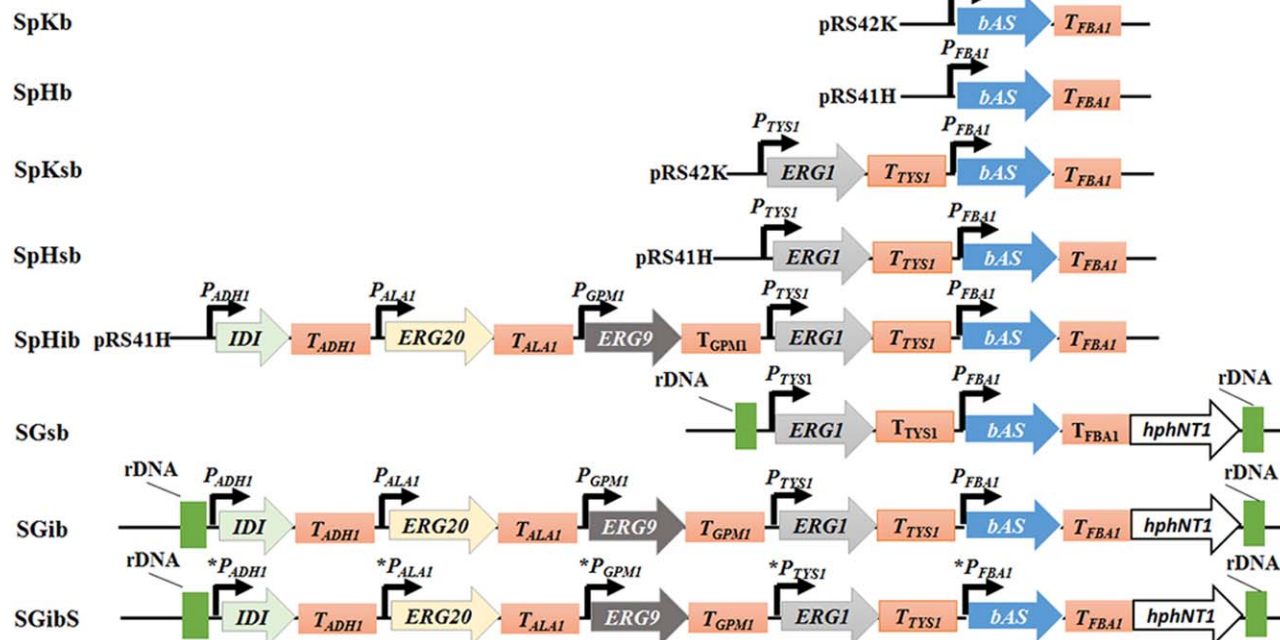 SpKb pRS42K bAS TFBA1
PFBA1
SpHb pRS41H bAS TFBA1
PTYS1 PFBA1
SpKsb pRS42K ERG1 TTYS1 bAS TFBA1
PTYS1 PFBA1
SpHsb pRS41H ERG1 TTYS1 bAS TFBA1
PADH1 PALA1 PGPM1 PTYS1 PFBA1
SpHib pRS41H IDI TADH1 ERG20 TALA1 ERG9 TGPM1 ERG1 TTYS1 bAS TFBA1
rDNA PTYS1 PFBA1 rDNA
SGsb ERG1 TTYS1 bAS TFBA1 hphNT1
rDNA PADH1 PALA1 PGPM1 PTYS1 PFBA1 rDNA
SGib IDI TADH1 ERG20 TALA1 ERG9 TGPM1 ERG1 TTYS1 bAS TFBA1 hphNT1
rDNA *PADH1 *PALA1 *PGPM1 *PTYS1 *PFBA1 rDNA
SGibS IDI TADH1 ERG20 TALA1 ERG9 TGPM1 ERG1 TTYS1 bAS TFBA1 hphNT1